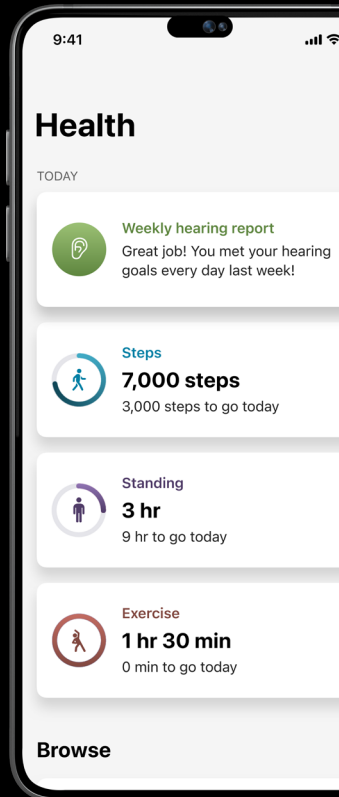 9:41
Health
TODAY
Weekly hearing report
Great job! You met your hearing
goals every day last week!
Steps
7,000 steps
3,000 steps to go today
Standing
3 hr
9 hr to go today
Exercise
1 hr 30 min
0 min to go today
Browse